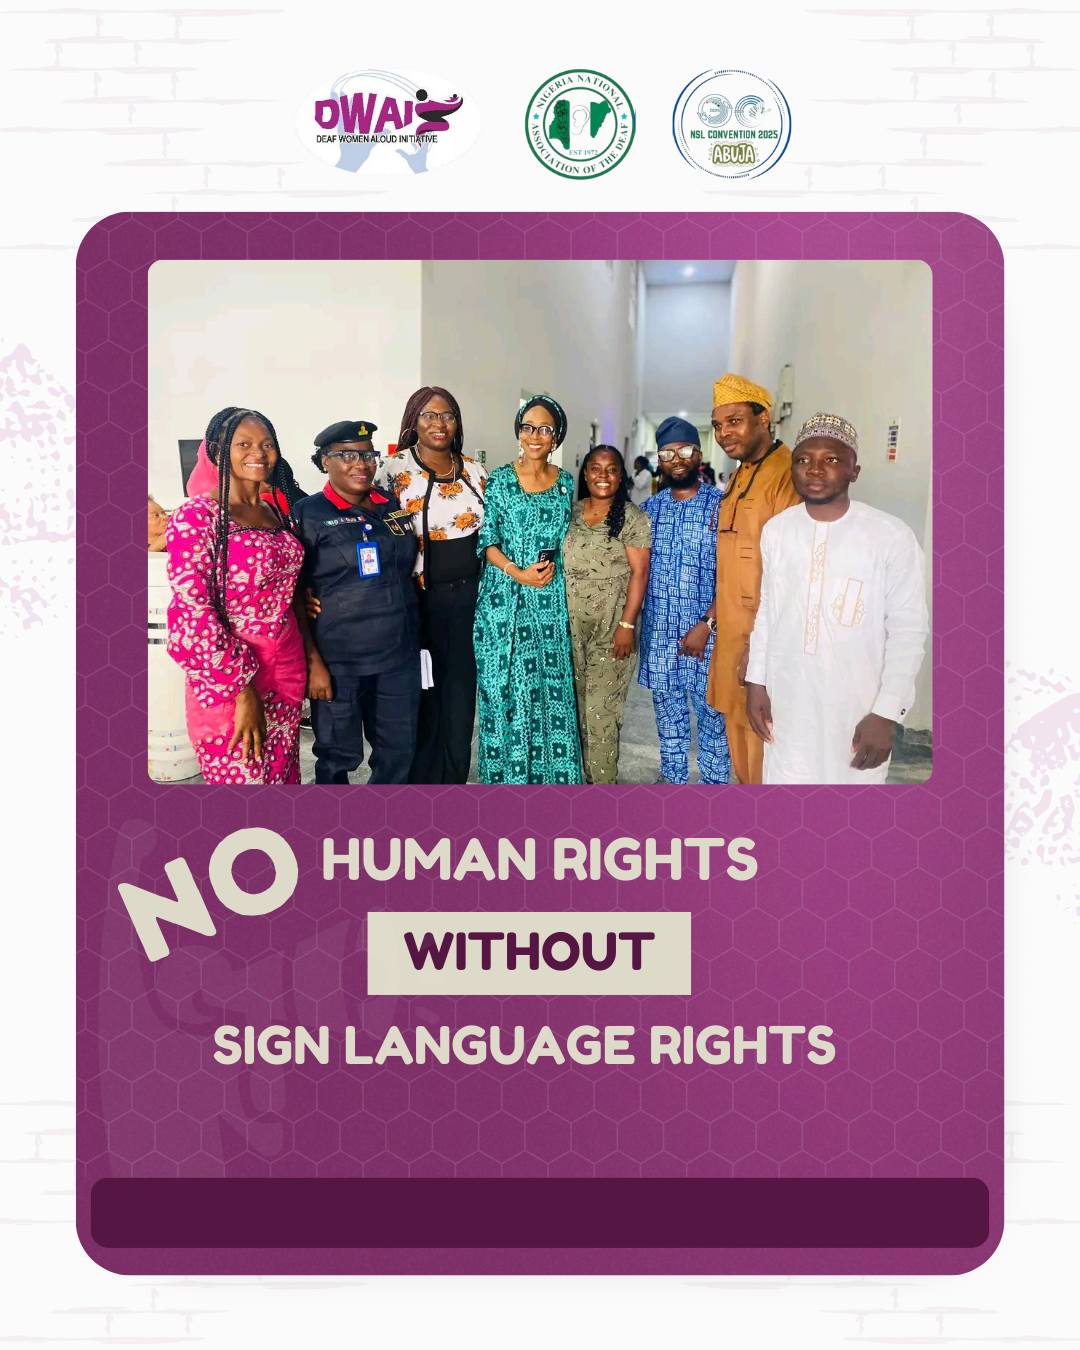 DWAI
DEAF WOMEN ALOUD INITIATIVE
NIGERIA NATIONAL
ASSOCIATION OF THE DEAF
EST 1972
NSL CONVENTION 2025
ABUJA
NO HUMAN RIGHTS
WITHOUT
SIGN LANGUAGE RIGHTS